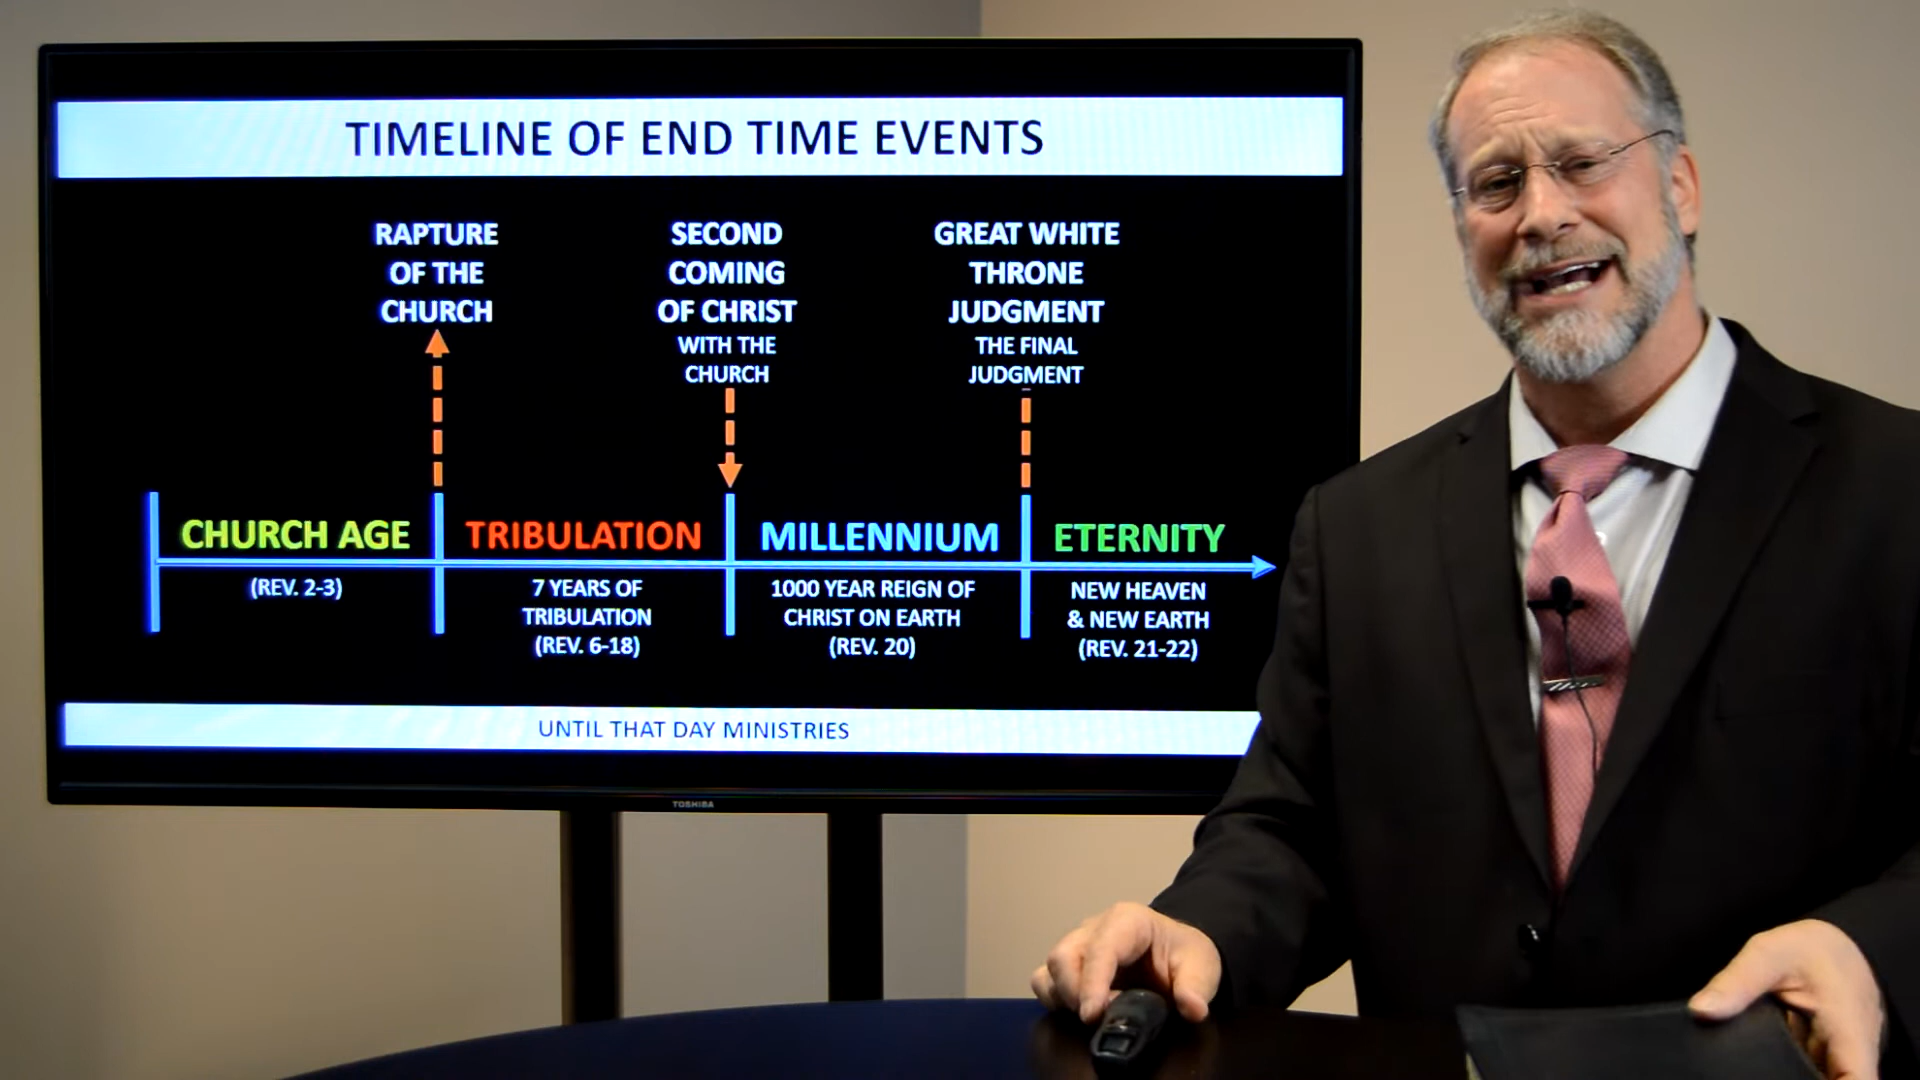 TIMELINE OF END TIME EVENTS
RAPTURE
OF THE
CHURCH
SECOND
COMING
OF CHRIST
WITH THE
CHURCH
GREAT WHITE
THRONE
JUDGMENT
THE FINAL
JUDGMENT
CHURCH AGE
(REV. 2-3)
TRIBULATION
7 YEARS OF
TRIBULATION
(REV. 6-18)
MILLENNIUM
1000 YEAR REIGN OF
CHRIST ON EARTH
(REV. 20)
ETERNITY
NEW HEAVEN
& NEW EARTH
(REV. 21-22)
UNTIL THAT DAY MINISTRIES
TOSHIBA